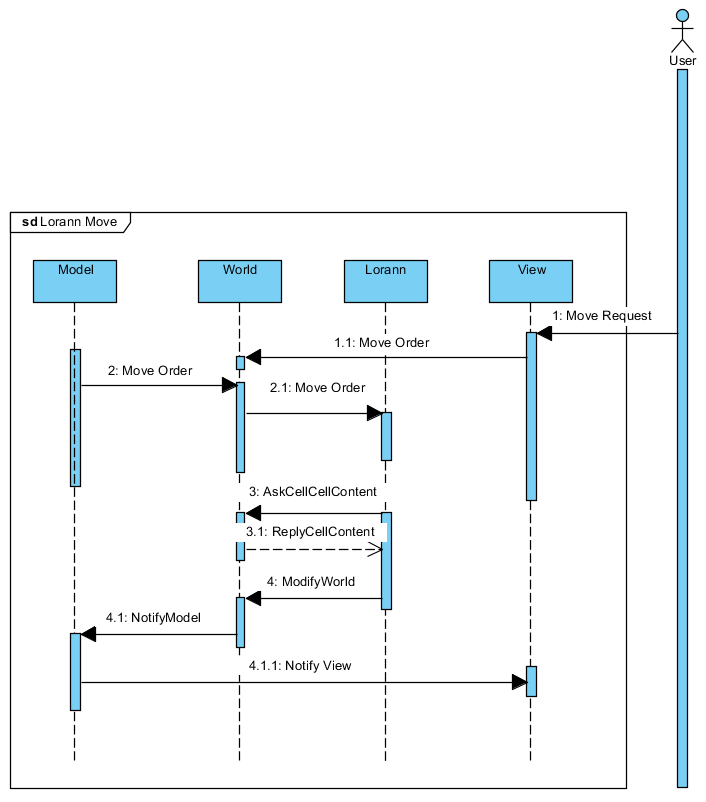 User
sd Lorann Move
Model
World
Lorann
View
1: Move Request
1.1: Move Order
2: Move Order
2.1: Move Order
3: AskCellCellContent
3.1: ReplyCellContent
4: ModifyWorld
4.1: NotifyModel
4.1.1: Notify View